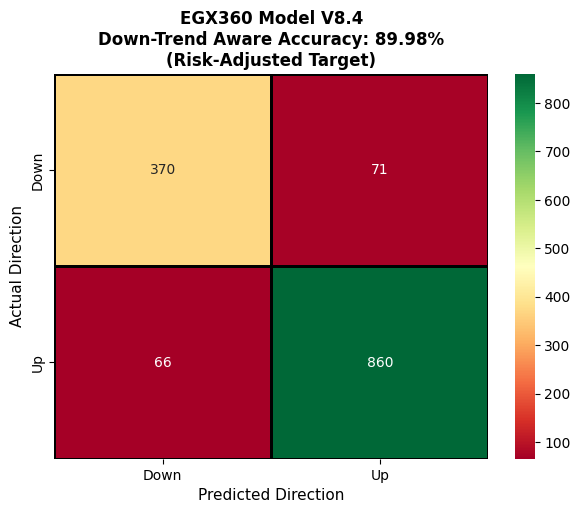 EGX360 Model V8.4
Down-Trend Aware Accuracy: 89.98%
(Risk-Adjusted Target)
Actual Direction
Down
370
71
Up
66
860
Down
Up
Predicted Direction
800
700
600
500
400
300
200
100